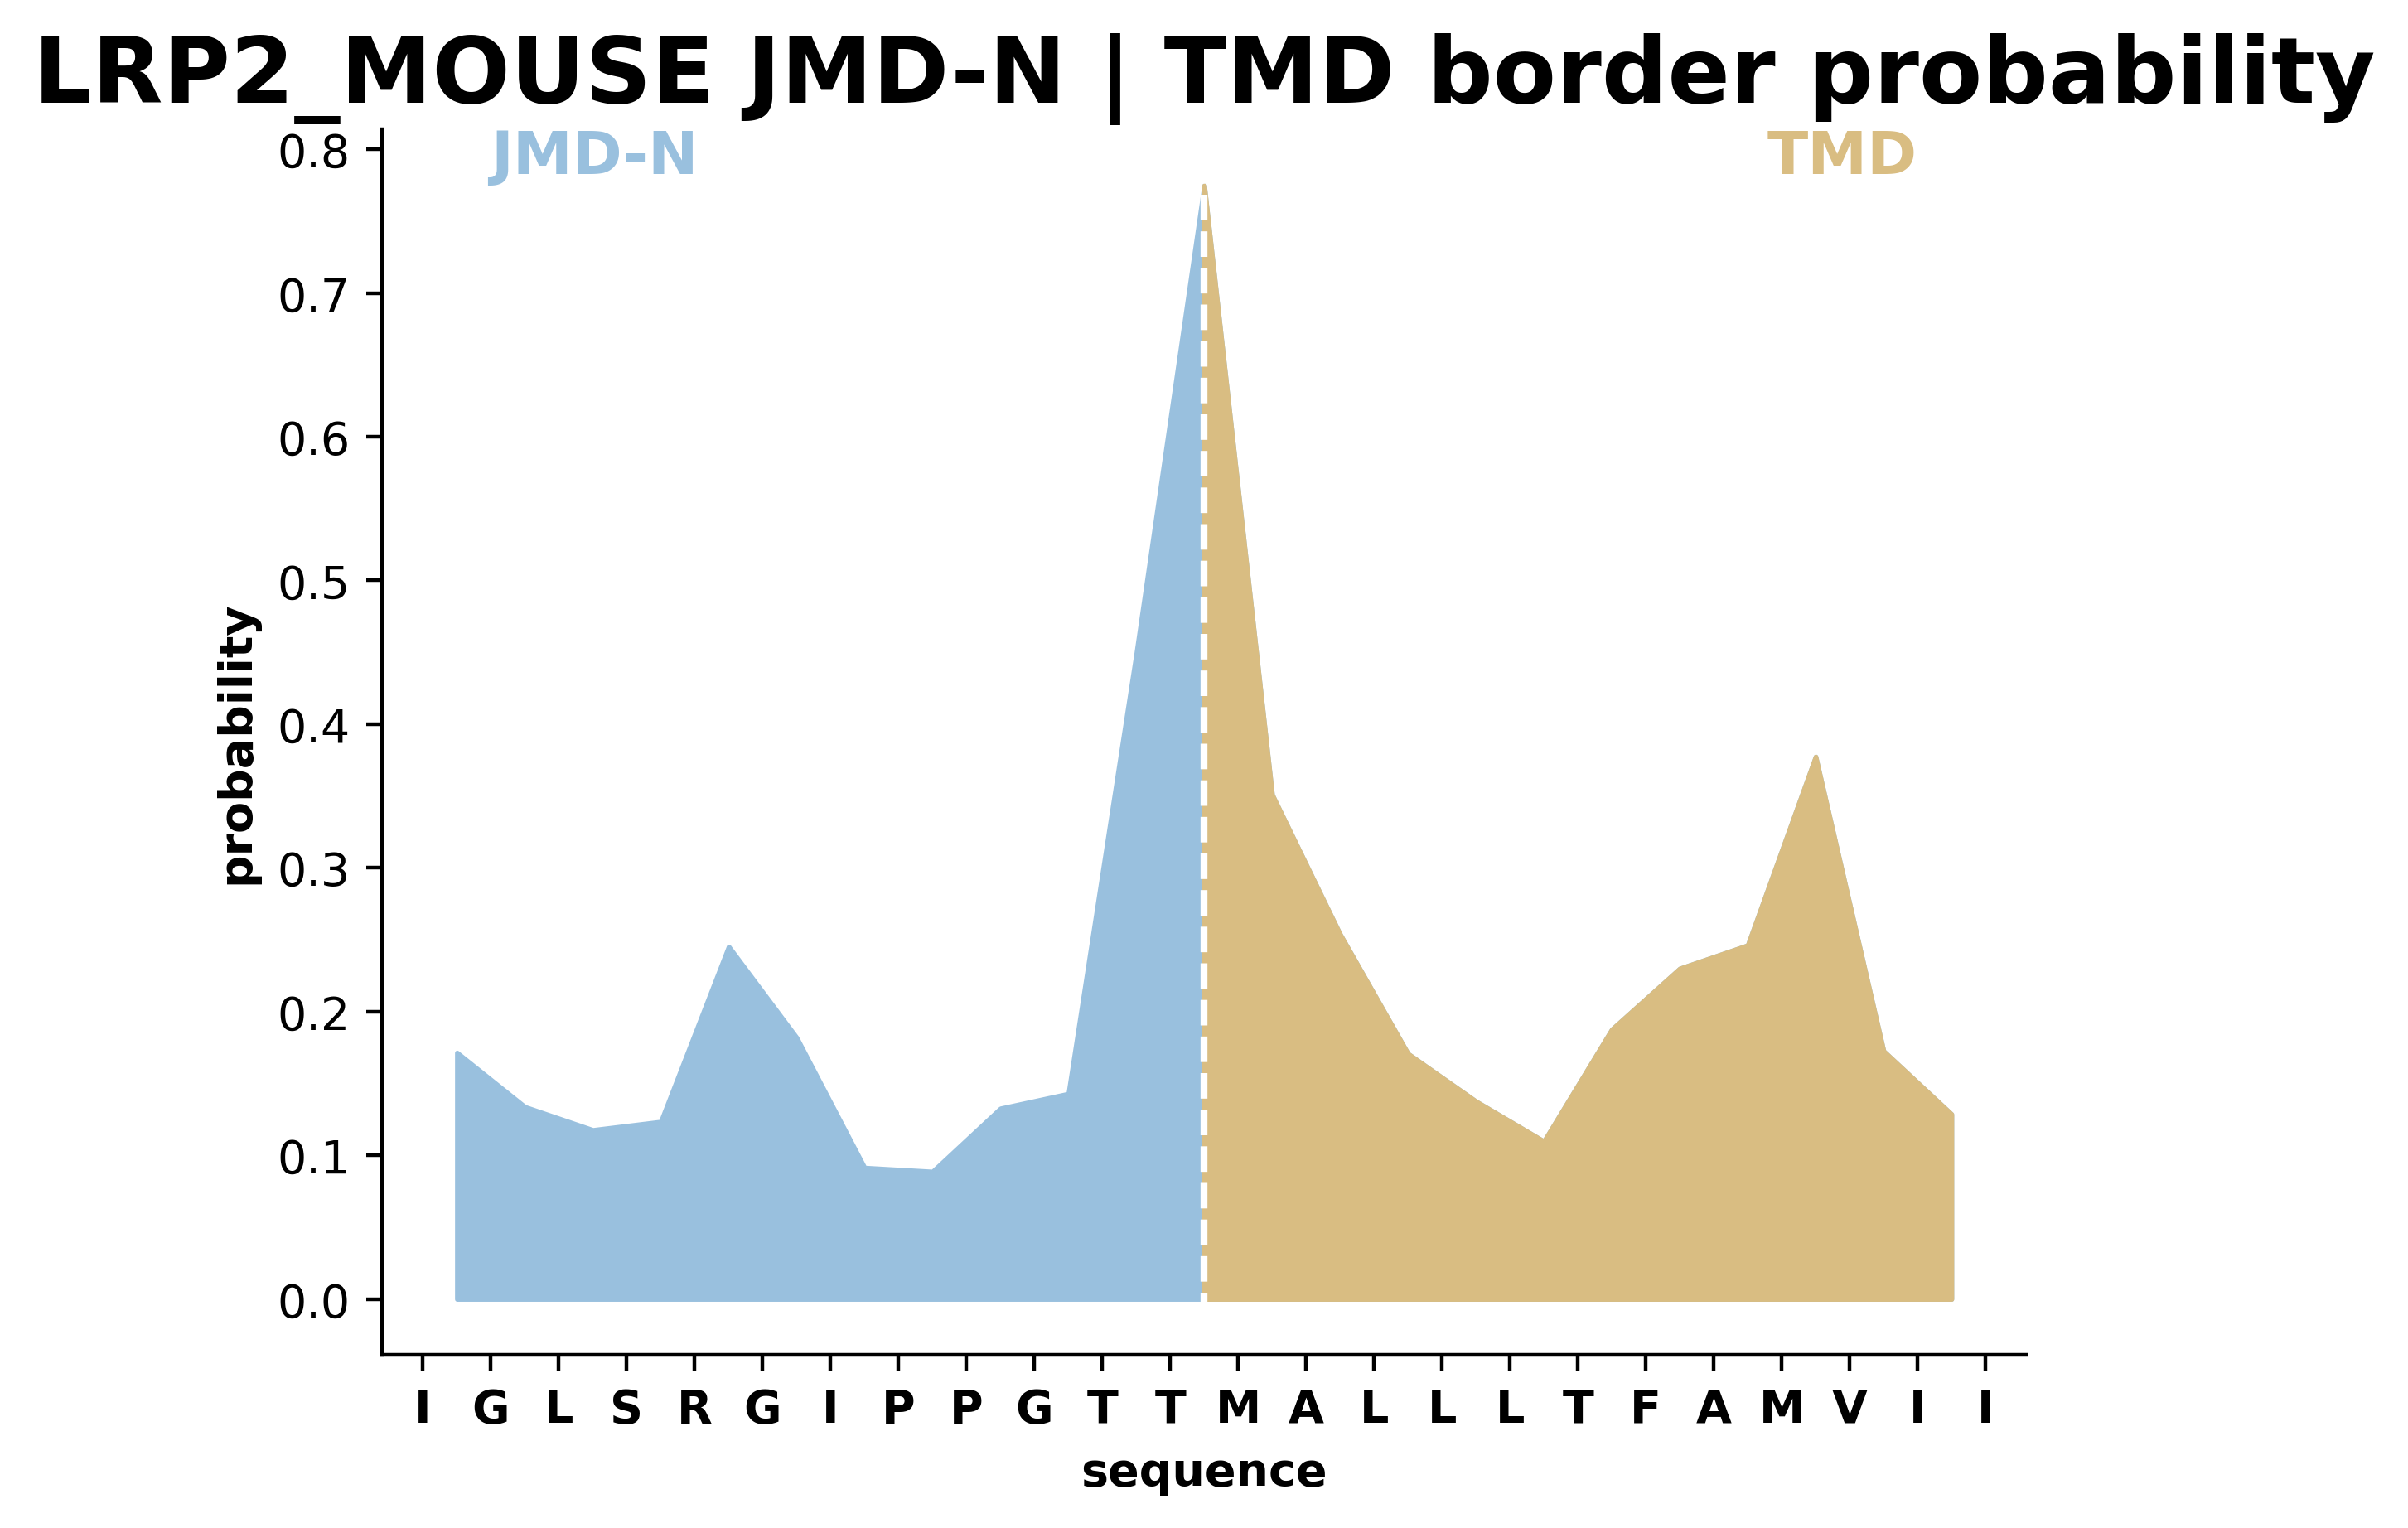 LRP2_MOUSE JMD-N | TMD border probability
JMD-N TMD
0.8
0.7
0.6
0.5
0.4
0.3
0.2
0.1
0.0
probability
I G L S R G I P P G T T M A L L L T F A M V I I
sequence